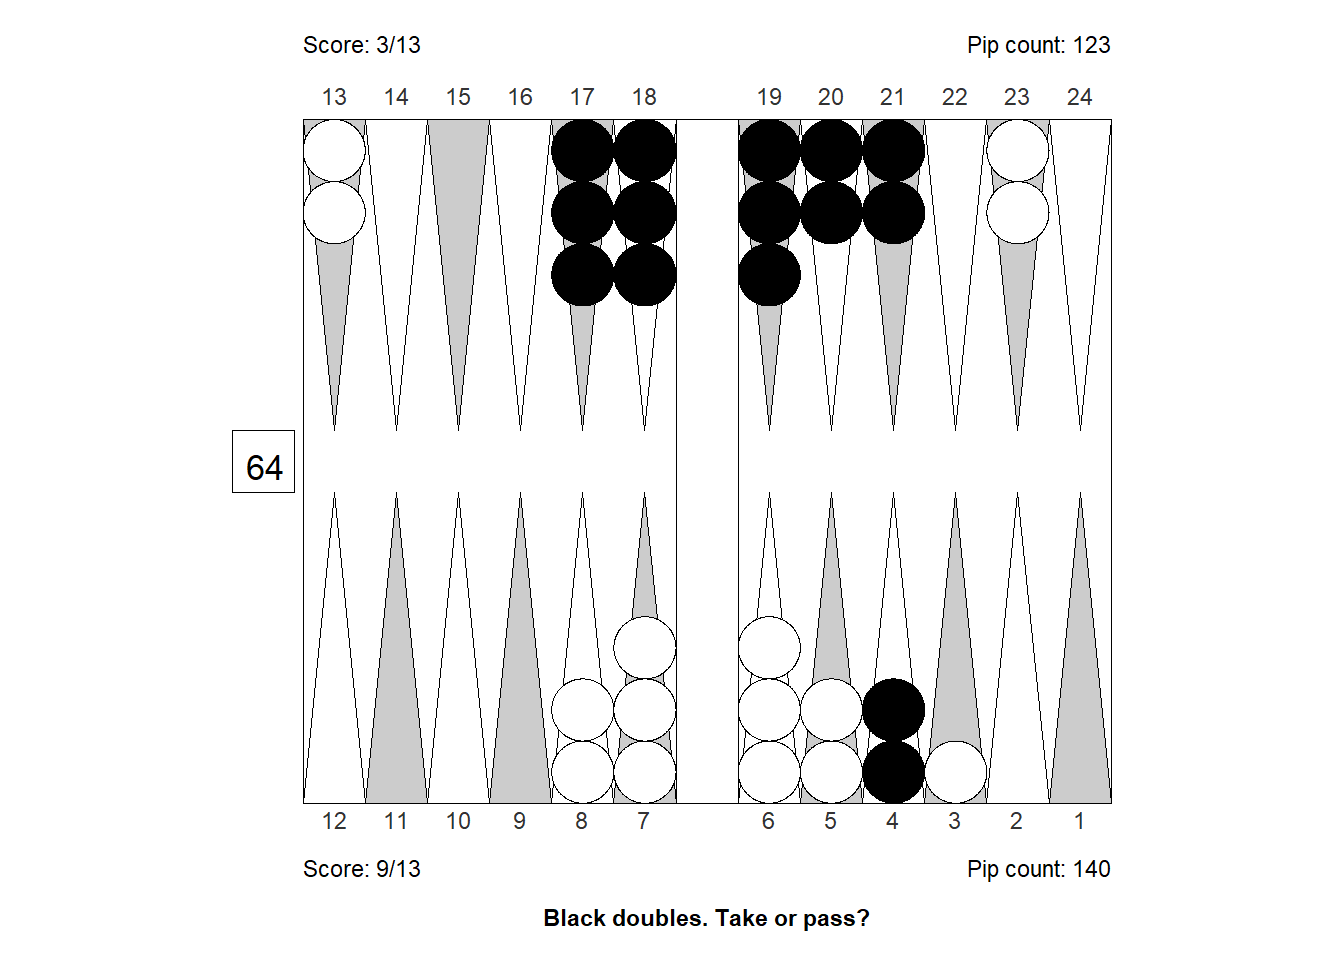 Score: 3/13 Pip count: 123
13 14 15 16 17 18 19 20 21 22 23 24
64
12 11 10 9 8 7 6 5 4 3 2 1
Score: 9/13 Pip count: 140
Black doubles. Take or pass?